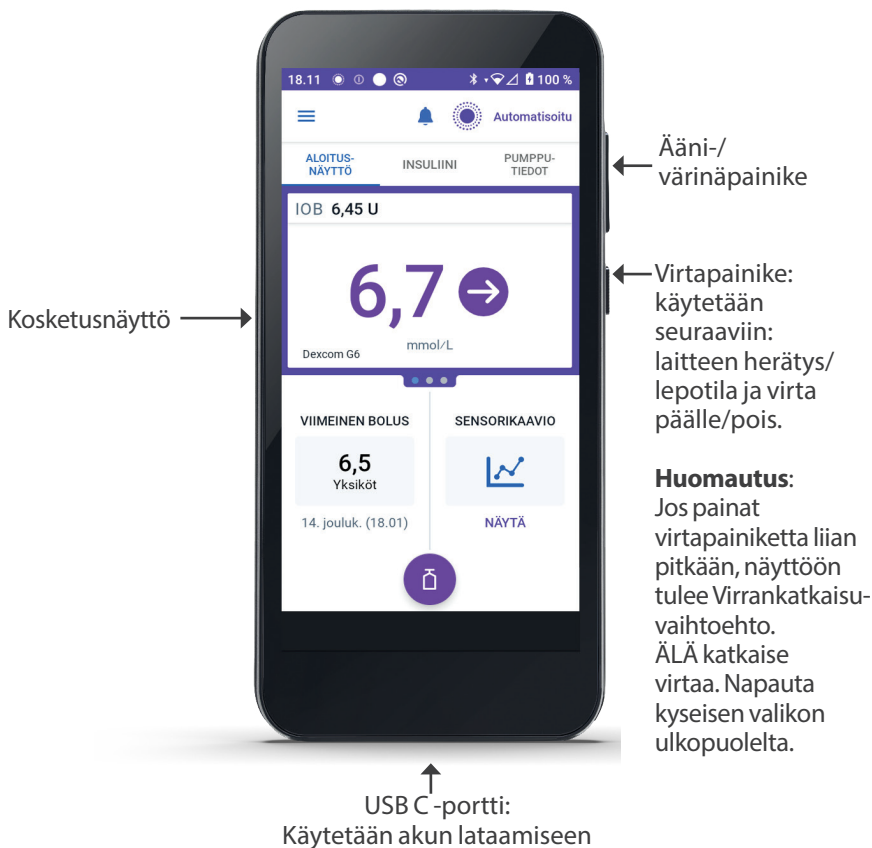 18.11 100 %
Automatisoitu
ALOITUS-
NÄYTTÖ
INSULIINI
PUMPPU-
TIEDOT
IOB 6,45 U
6,7
mmol/L
Dexcom G6
VIIMEINEN BOLUS
6,5
Yksiköt
14. jouluk. (18.01)
SENSORIKAAVIO
NÄYTÄ
Kosketusnäyttö
Ääni-/
värinäpainike
Virtapainike:
käytetään
seuraaviin:
laitteen herätys/
lepotila ja virta
päälle/pois.
Huomautus:
Jos painat
virtapainiketta liian
pitkään, näyttöön
tulee Virrankatkaisu-
vaihtoehto.
ÄLÄ katkaise
virtaa. Napauta
kyseisen valikon
ulkopuolelta.
USB C -portti:
Käytetään akun lataamiseen